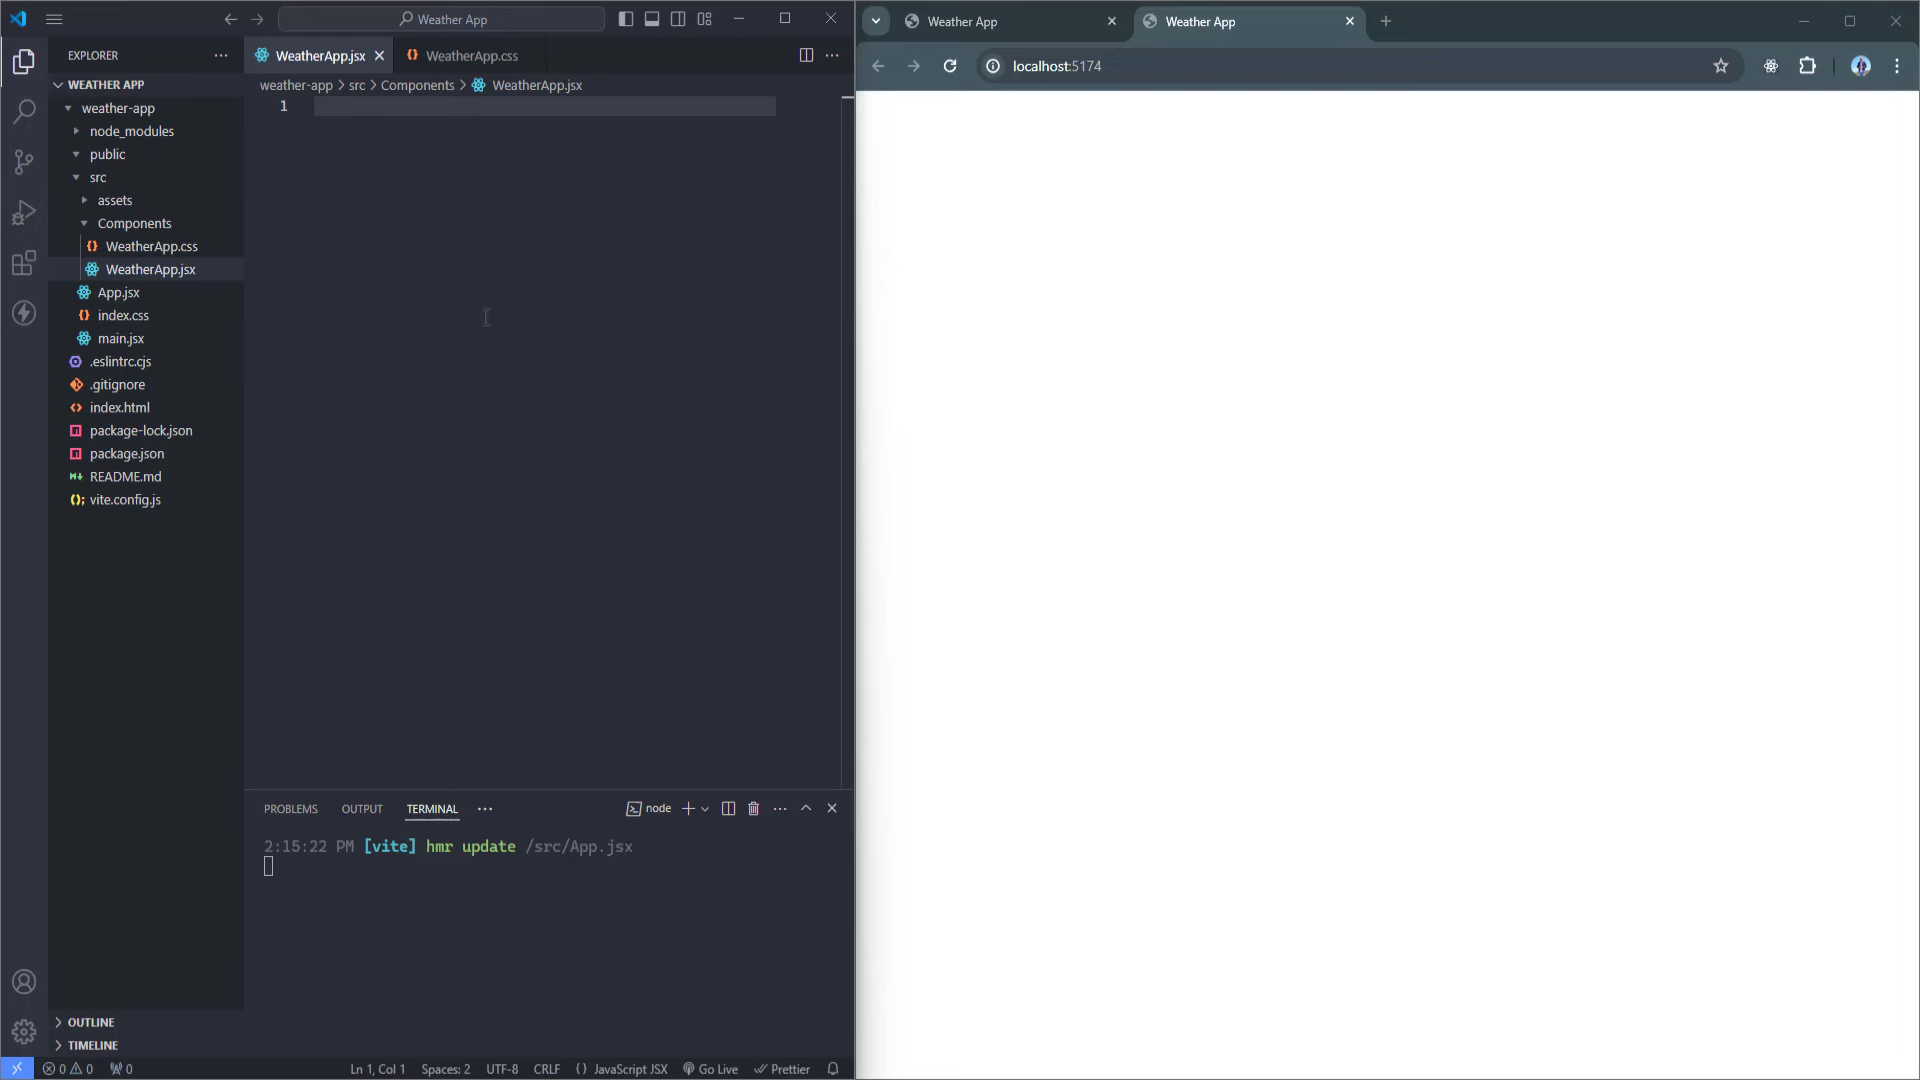 Weather App
EXPLORER
WEATHER APP
weather-app
node_modules
public
src
assets
Components
WeatherApp.css
WeatherApp.jsx
App.jsx
index.css
main.jsx
.eslintrc.cjs
.gitignore
index.html
package-lock.json
package.json
README.md
vite.config.js
OUTLINE
TIMELINE
WeatherApp.jsx
WeatherApp.css
weather-app > src > Components > WeatherApp.jsx
1
PROBLEMS OUTPUT TERMINAL
node
2:15:22 PM [vite] hmr update /src/App.jsx
0 0 0
Ln 1, Col 1 Spaces: 2 UTF-8 CRLF {} JavaScript JSX Go Live Prettier
Weather App
Weather App
localhost:5174